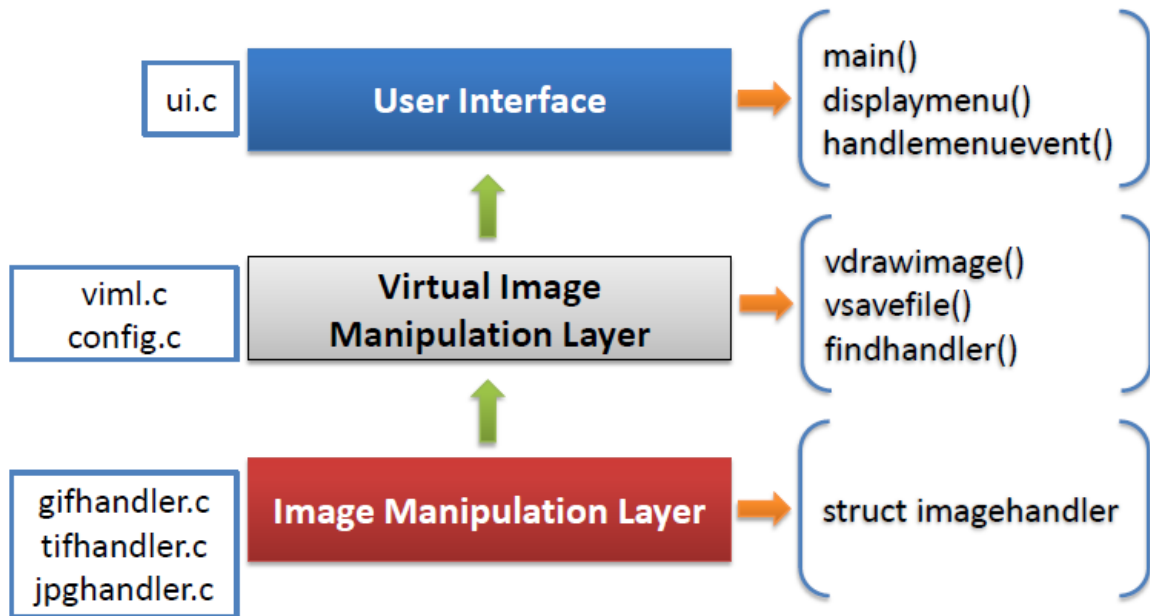 ui.c
User Interface
main()
displaymenu()
handlemenuevent()
viml.c
config.c
Virtual Image
Manipulation Layer
vdrawimage()
vsavefile()
findhandler()
gifhandler.c
tifhandler.c
jpghandler.c
Image Manipulation Layer
struct imagehandler